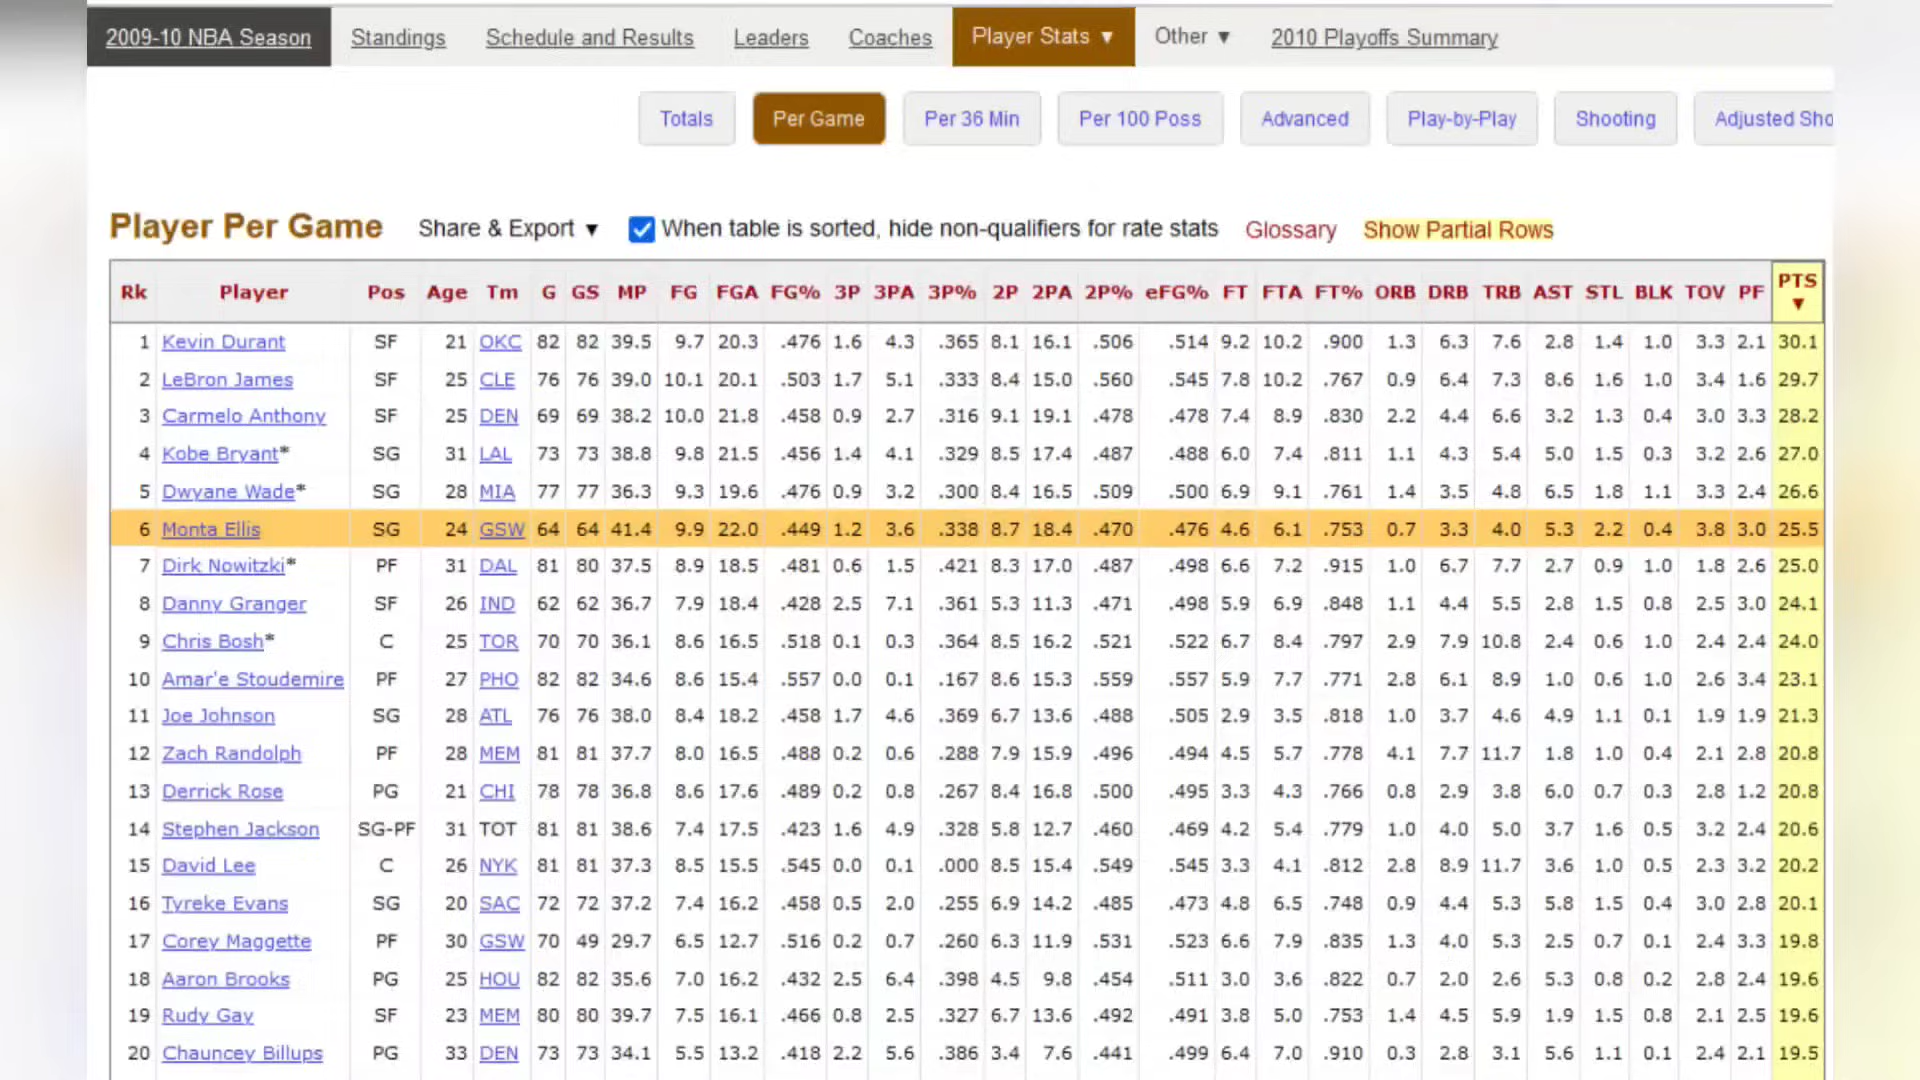 2009-10 NBA Season Standings Schedule and Results Leaders Coaches Player Stats ▼ Other ▼ 2010 Playoffs Summary
Totals Per Game Per 36 Min Per 100 Poss Advanced Play-by-Play Shooting Adjusted Sho
Player Per Game Share & Export ▼ When table is sorted, hide non-qualifiers for rate stats Glossary Show Partial Rows
Rk Player Pos Age Tm G GS MP FG FGA FG% 3P 3PA 3P% 2P 2PA 2P% eFG% FT FTA FT% ORB DRB TRB AST STL BLK TOV PF PTS ▼
1 Kevin Durant SF 21 OKC 82 82 39.5 9.7 20.3 .476 1.6 4.3 .365 8.1 16.1 .506 .514 9.2 10.2 .900 1.3 6.3 7.6 2.8 1.4 1.0 3.3 2.1 30.1
2 LeBron James SF 25 CLE 76 76 39.0 10.1 20.1 .503 1.7 5.1 .333 8.4 15.0 .560 .545 7.8 10.2 .767 0.9 6.4 7.3 8.6 1.6 1.0 3.4 1.6 29.7
3 Carmelo Anthony SF 25 DEN 69 69 38.2 10.0 21.8 .458 0.9 2.7 .316 9.1 19.1 .478 .478 7.4 8.9 .830 2.2 4.4 6.6 3.2 1.3 0.4 3.0 3.3 28.2
4 Kobe Bryant* SG 31 LAL 73 73 38.8 9.8 21.5 .456 1.4 4.1 .329 8.5 17.4 .487 .488 6.0 7.4 .811 1.1 4.3 5.4 5.0 1.5 0.3 3.2 2.6 27.0
5 Dwyane Wade* SG 28 MIA 77 77 36.3 9.3 19.6 .476 0.9 3.2 .300 8.4 16.5 .509 .500 6.9 9.1 .761 1.4 3.5 4.8 6.5 1.8 1.1 3.3 2.4 26.6
6 Monta Ellis SG 24 GSW 64 64 41.4 9.9 22.0 .449 1.2 3.6 .338 8.7 18.4 .470 .476 4.6 6.1 .753 0.7 3.3 4.0 5.3 2.2 0.4 3.8 3.0 25.5
7 Dirk Nowitzki* PF 31 DAL 81 80 37.5 8.9 18.5 .481 0.6 1.5 .421 8.3 17.0 .487 .498 6.6 7.2 .915 1.0 6.7 7.7 2.7 0.9 1.0 1.8 2.6 25.0
8 Danny Granger SF 26 IND 62 62 36.7 7.9 18.4 .428 2.5 7.1 .361 5.3 11.3 .471 .498 5.9 6.9 .848 1.1 4.4 5.5 2.8 1.5 0.8 2.5 3.0 24.1
9 Chris Bosh* C 25 TOR 70 70 36.1 8.6 16.5 .518 0.1 0.3 .364 8.5 16.2 .521 .522 6.7 8.4 .797 2.9 7.9 10.8 2.4 0.6 1.0 2.4 2.4 24.0
10 Amar'e Stoudemire PF 27 PHO 82 82 34.6 8.6 15.4 .557 0.0 0.1 .167 8.6 15.3 .559 .557 5.9 7.7 .771 2.8 6.1 8.9 1.0 0.6 1.0 2.6 3.4 23.1
11 Joe Johnson SG 28 ATL 76 76 38.0 8.4 18.2 .458 1.7 4.6 .369 6.7 13.6 .488 .505 2.9 3.5 .818 1.0 3.7 4.6 4.9 1.1 0.1 1.9 1.9 21.3
12 Zach Randolph PF 28 MEM 81 81 37.7 8.0 16.5 .488 0.2 0.6 .288 7.9 15.9 .496 .494 4.5 5.7 .778 4.1 7.7 11.7 1.8 1.0 0.4 2.1 2.8 20.8
13 Derrick Rose PG 21 CHI 78 78 36.8 8.6 17.6 .489 0.2 0.8 .267 8.4 16.8 .500 .495 3.3 4.3 .766 0.8 2.9 3.8 6.0 0.7 0.3 2.8 1.2 20.8
14 Stephen Jackson SG-PF 31 TOT 81 81 38.6 7.4 17.5 .423 1.6 4.9 .328 5.8 12.7 .460 .469 4.2 5.4 .779 1.0 4.0 5.0 3.7 1.6 0.5 3.2 2.4 20.6
15 David Lee C 26 NYK 81 81 37.3 8.5 15.5 .545 0.0 0.1 .000 8.5 15.4 .549 .545 3.3 4.1 .812 2.8 8.9 11.7 3.6 1.0 0.5 2.3 3.2 20.2
16 Tyreke Evans SG 20 SAC 72 72 37.2 7.4 16.2 .458 0.5 2.0 .255 6.9 14.2 .485 .473 4.8 6.5 .748 0.9 4.4 5.3 5.8 1.5 0.4 3.0 2.8 20.1
17 Corey Maggette PF 30 GSW 70 49 29.7 6.5 12.7 .516 0.2 0.7 .260 6.3 11.9 .531 .523 6.6 7.9 .835 1.3 4.0 5.3 2.5 0.7 0.1 2.4 3.3 19.8
18 Aaron Brooks PG 25 HOU 82 82 35.6 7.0 16.2 .432 2.5 6.4 .398 4.5 9.8 .454 .511 3.0 3.6 .822 0.7 2.0 2.6 5.3 0.8 0.2 2.8 2.4 19.6
19 Rudy Gay SF 23 MEM 80 80 39.7 7.5 16.1 .466 0.8 2.5 .327 6.7 13.6 .492 .491 3.8 5.0 .753 1.4 4.5 5.9 1.9 1.5 0.8 2.1 2.5 19.6
20 Chauncey Billups PG 33 DEN 73 73 34.1 5.5 13.2 .418 2.2 5.6 .386 3.4 7.6 .441 .499 6.4 7.0 .910 0.3 2.8 3.1 5.6 1.1 0.1 2.4 2.1 19.5